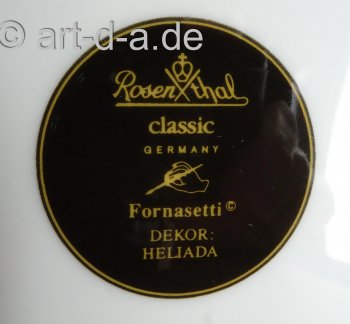 © art-d-a.de
Rosenthal
classic
GERMANY
Fornasetti©
DEKOR:
HELIADA